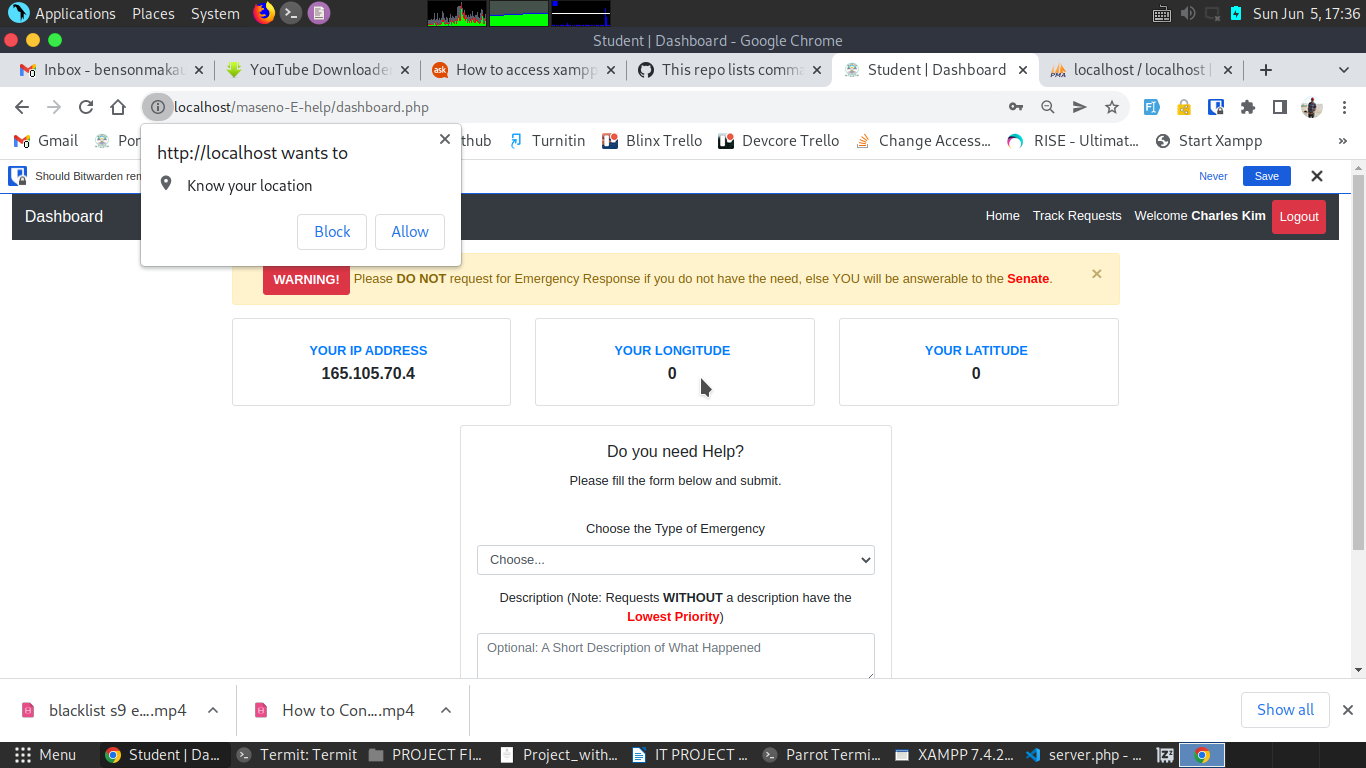 Applications Places System Sun Jun 5, 17:36
Student | Dashboard - Google Chrome
Inbox - bensonmakau YouTube Downloader How to access xampp This repo lists comma Student | Dashboard localhost / localhost |
localhost/maseno-E-help/dashboard.php
Gmail Por thub Turnitin Blinx Trello Devcore Trello Change Access... RISE - Ultimat... Start Xampp »
http://localhost wants to
Know your location
Block Allow
Should Bitwarden rem Never Save
Dashboard Home Track Requests Welcome Charles Kim Logout
WARNING! Please DO NOT request for Emergency Response if you do not have the need, else YOU will be answerable to the Senate. ×
YOUR IP ADDRESS
165.105.70.4
YOUR LONGITUDE
0
YOUR LATITUDE
0
Do you need Help?
Please fill the form below and submit.
Choose the Type of Emergency
Choose...
Description (Note: Requests WITHOUT a description have the
Lowest Priority)
Optional: A Short Description of What Happened
blacklist s9 e....mp4 How to Con....mp4 Show all
Menu Student | Da... Termit: Termit PROJECT FI... Project_with... IT PROJECT ... Parrot Termi... XAMPP 7.4.2... server.php - ...